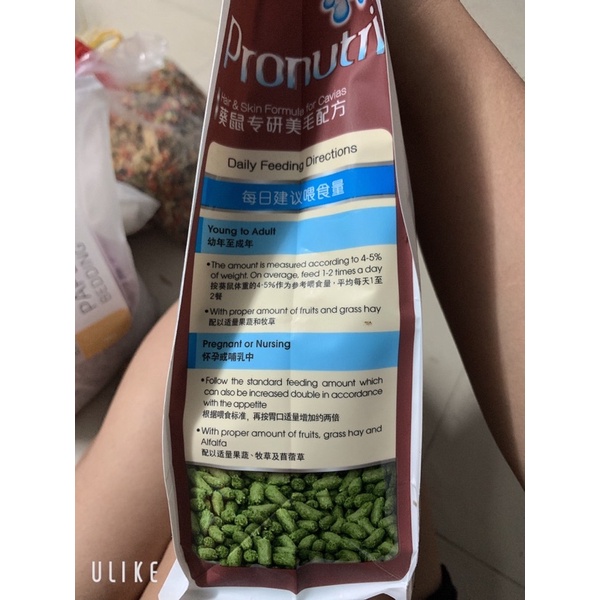 Pronutri
Hair & Skin Formula for Cavias
葵鼠专研美毛配方
Daily Feeding Directions
每日建议喂食量
Young to Adult
幼年至成年
•The amount is measured according to 4-5%
of weight. On average, feed 1-2 times a day
按葵鼠体重的4-5%作为参考喂食量，平均每天1至
2餐
•With proper amount of fruits and grass hay
配以适量果蔬和牧草
Pregnant or Nursing
怀孕或哺乳中
•Follow the standard feeding amount which
can also be increased double in accordance
with the appetite
根据喂食标准，再按胃口适量增加约两倍
•With proper amount of fruits, grass hay and
Alfalfa
配以适量果蔬、牧草及苜蓿草
BEDDING
ULIKE